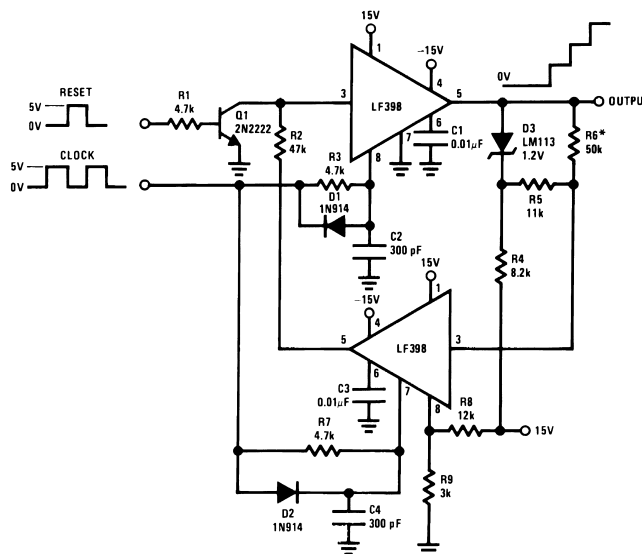 15V
-15V
0V
RESET
5V
0V
R1
4.7k
Q1
2N2222
3
1
4
LF398
5
OUTPUT
6
7
8
C1
0.01μF
R2
47k
D3
LM113
1.2V
R6*
50k
CLOCK
5V
0V
R3
4.7k
D1
1N914
R5
11k
C2
300 pF
R4
8.2k
15V
-15V
1
4
5
LF398
3
6
7
8
C3
0.01μF
R8
12k
15V
R7
4.7k
R9
3k
D2
1N914
C4
300 pF